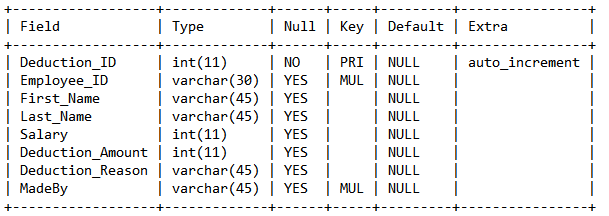 +------------------+-------------+------+-----+---------+----------------+
| Field            | Type        | Null | Key | Default | Extra          |
+------------------+-------------+------+-----+---------+----------------+
| Deduction_ID     | int(11)     | NO   | PRI | NULL    | auto_increment |
| Employee_ID      | varchar(30) | YES  | MUL | NULL    |                |
| First_Name       | varchar(45) | YES  |     | NULL    |                |
| Last_Name        | varchar(45) | YES  |     | NULL    |                |
| Salary           | int(11)     | YES  |     | NULL    |                |
| Deduction_Amount | int(11)     | YES  |     | NULL    |                |
| Deduction_Reason | varchar(45) | YES  |     | NULL    |                |
| MadeBy           | varchar(45) | YES  | MUL | NULL    |                |
+------------------+-------------+------+-----+---------+----------------+